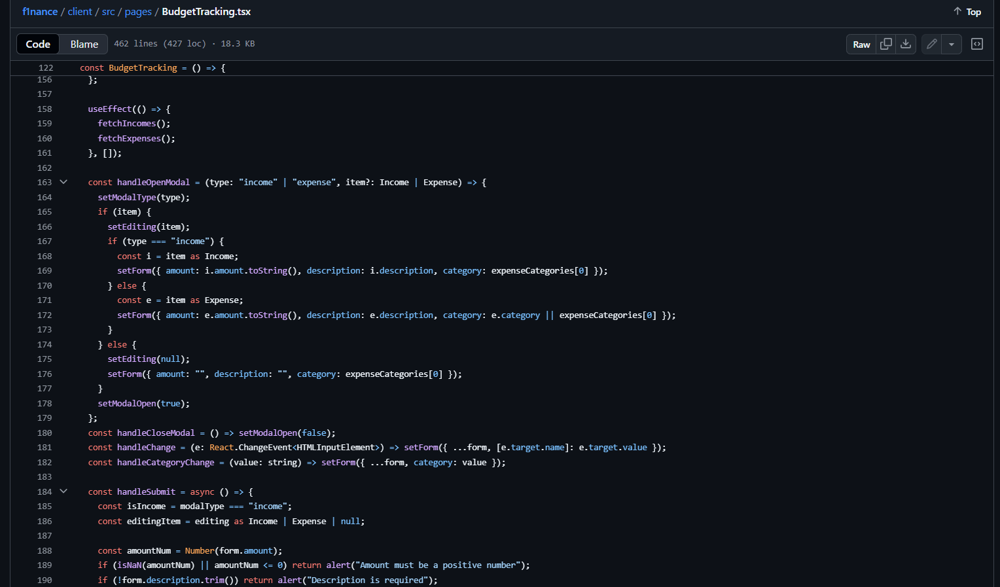 f1nance / client / src / pages / BudgetTracking.tsx
Top
Code Blame 462 lines (427 loc) · 18.3 KB
Raw
122 const BudgetTracking = () => {
156 };
157
158 useEffect(() => {
159 fetchIncomes();
160 fetchExpenses();
161 }, []);
162
163 const handleOpenModal = (type: "income" | "expense", item?: Income | Expense) => {
164 setModalType(type);
165 if (item) {
166 setEditing(item);
167 if (type === "income") {
168 const i = item as Income;
169 setForm({ amount: i.amount.toString(), description: i.description, category: expenseCategories[0] });
170 } else {
171 const e = item as Expense;
172 setForm({ amount: e.amount.toString(), description: e.description, category: e.category || expenseCategories[0] });
173 }
174 } else {
175 setEditing(null);
176 setForm({ amount: "", description: "", category: expenseCategories[0] });
177 }
178 setModalOpen(true);
179 };
180 const handleCloseModal = () => setModalOpen(false);
181 const handleChange = (e: React.ChangeEvent<HTMLInputElement>) => setForm({ ...form, [e.target.name]: e.target.value });
182 const handleCategoryChange = (value: string) => setForm({ ...form, category: value });
183
184 const handleSubmit = async () => {
185 const isIncome = modalType === "income";
186 const editingItem = editing as Income | Expense | null;
187
188 const amountNum = Number(form.amount);
189 if (isNaN(amountNum) || amountNum <= 0) return alert("Amount must be a positive number");
190 if (!form.description.trim()) return alert("Description is required");